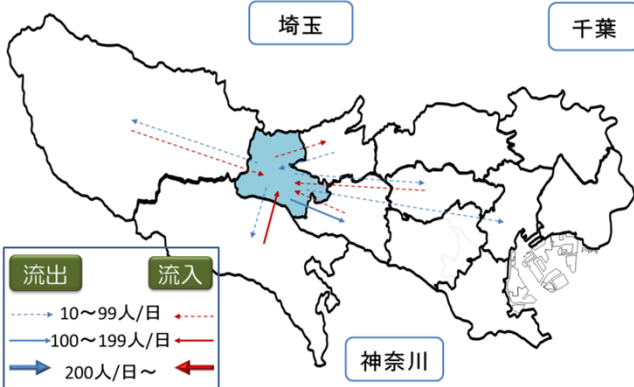 埼玉
千葉
流出
流入
10～99人/日
100～199人/日
200人/日～
神奈川